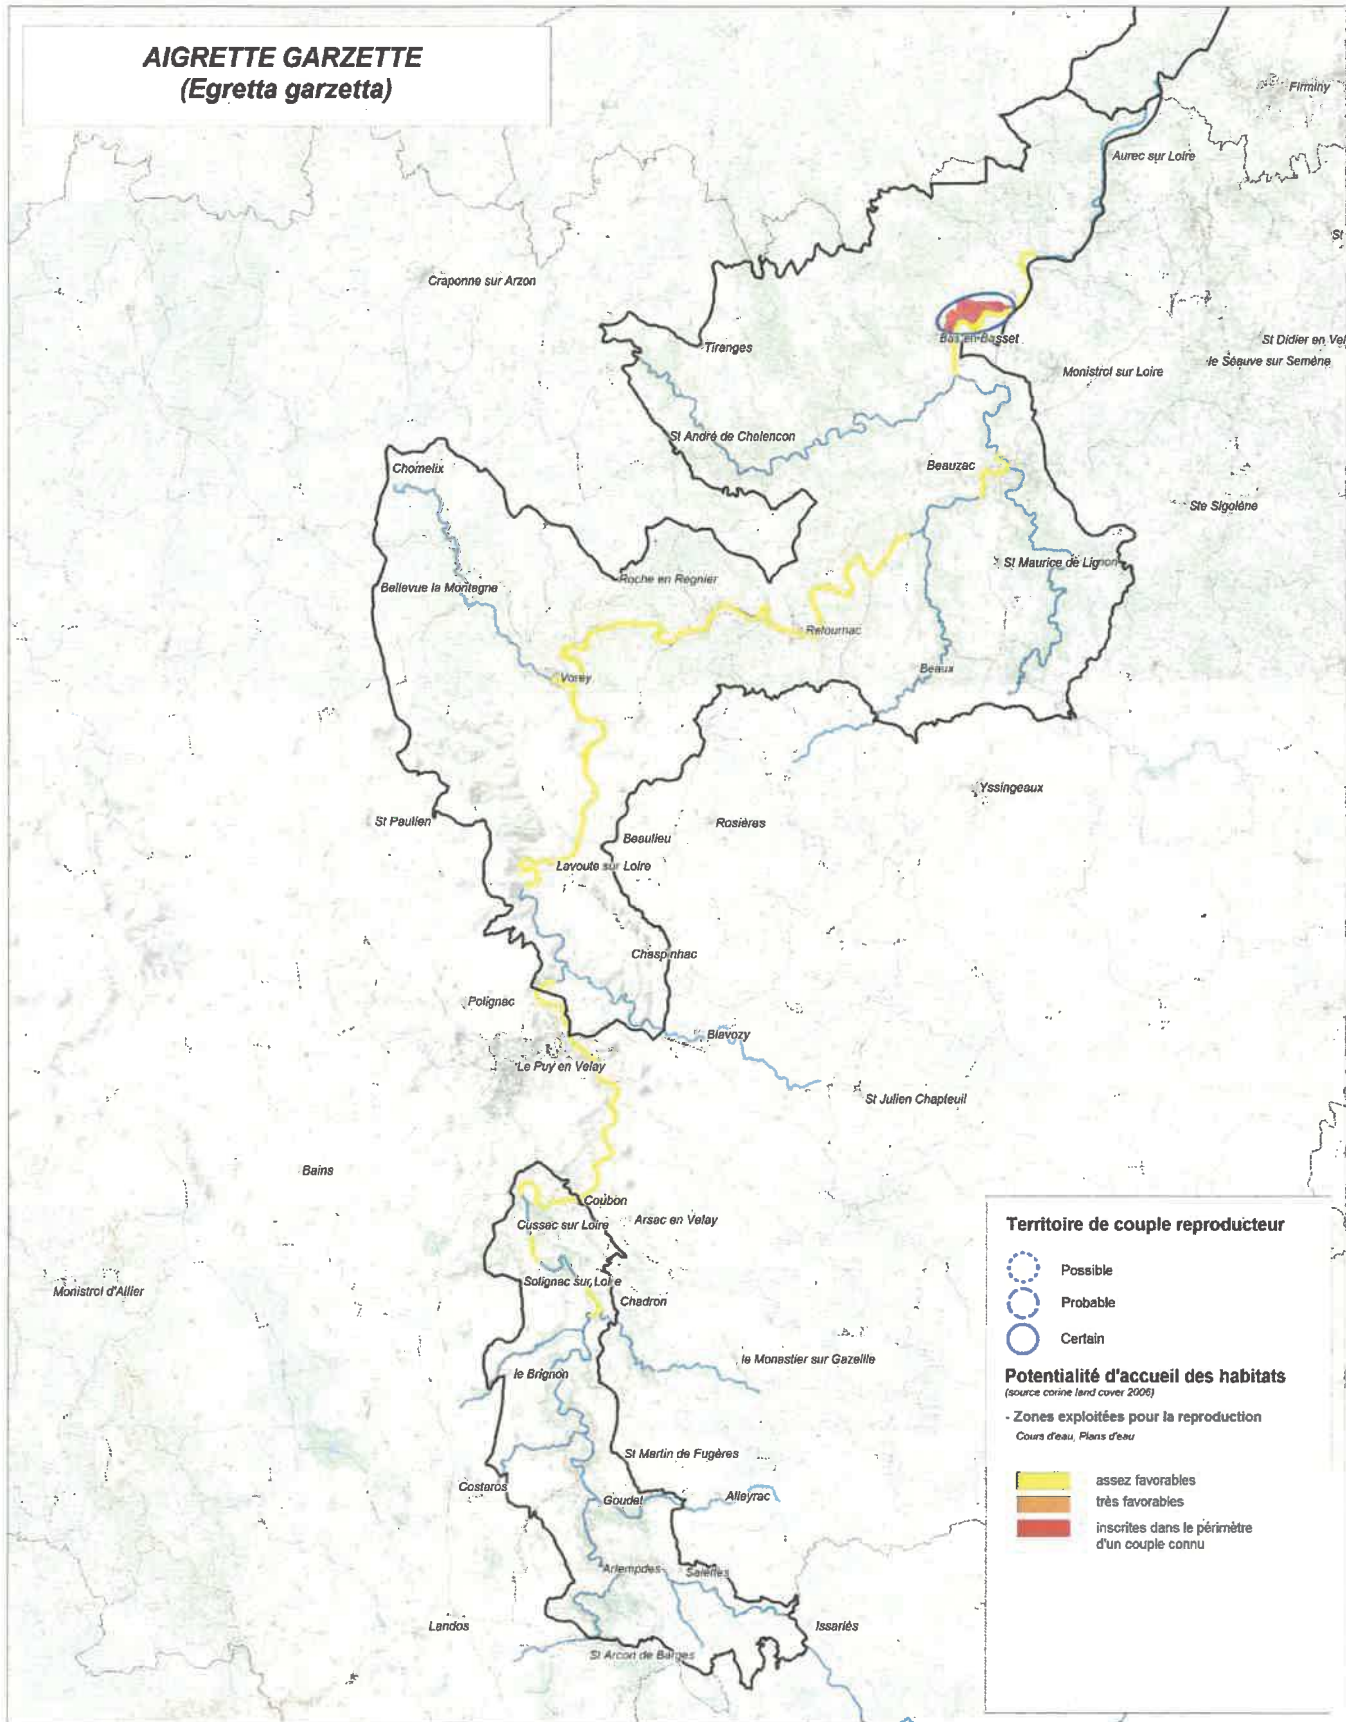 AIGRETTE GARZETTE
(Egretta garzetta)
Firminy
Aurec sur Loire
St
Craponne sur Arzon
Tiranges
Bas en Basset
St Didier en Vel
le Séauve sur Semène
Monistrol sur Loire
St André de Chalencon
Beauzac
Chomelix
Ste Sigolène
St Maurice de Lignon
Roche en Régnier
Bellevue la Montagne
Retournac
Beaux
Vorey
Yssingeaux
St Paulien
Rosières
Beaulieu
Lavoute sur Loire
Chaspinhac
Polignac
Blavozy
Le Puy en Velay
St Julien Chapteuil
Bains
Coubon
Cussac sur Loire
Arsac en Velay
Solignac sur Loire
Monistrol d'Allier
Chadron
le Monastier sur Gazeille
le Brignon
St Martin de Fugères
Costaros
Goudet
Alleyrac
Arlempdes
Salettes
Landos
Issarlès
St Arcon de Barges
Territoire de couple reproducteur
Possible
Probable
Certain
Potentialité d'accueil des habitats
(source corine land cover 2006)
- Zones exploitées pour la reproduction
Cours d'eau, Plans d'eau
assez favorables
très favorables
inscrites dans le périmètre
d'un couple connu